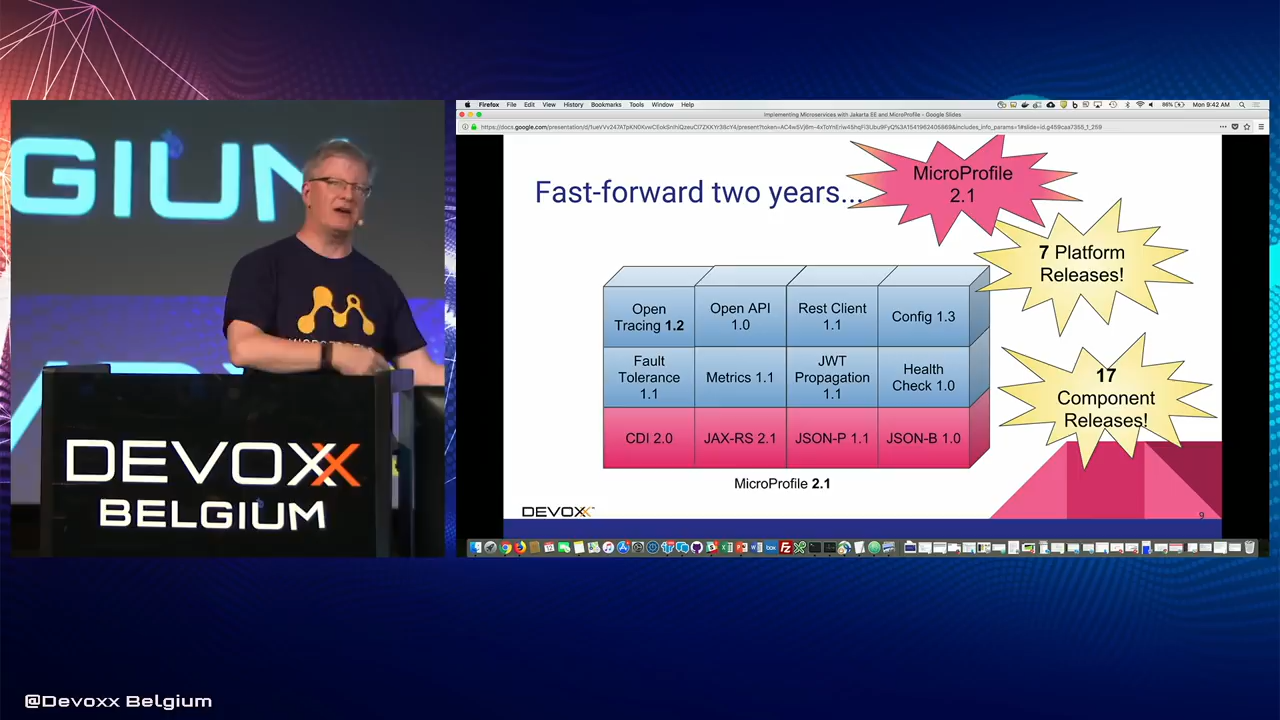 GIUM
DEVOXX
BELGIUM
@Devoxx Belgium
Firefox File Edit View History Bookmarks Tools Window Help
86%
Mon 9:42 AM
Implementing Microservices with Jakarta EE and MicroProfile - Google Slides
Fast-forward two years...
MicroProfile
2.1
7 Platform
Releases!
17
Component
Releases!
Open
Tracing 1.2
Open API
1.0
Rest Client
1.1
Config 1.3
Fault
Tolerance
1.1
Metrics 1.1
JWT
Propagation
1.1
Health
Check 1.0
CDI 2.0
JAX-RS 2.1
JSON-P 1.1
JSON-B 1.0
MicroProfile 2.1
DEVOXX
9